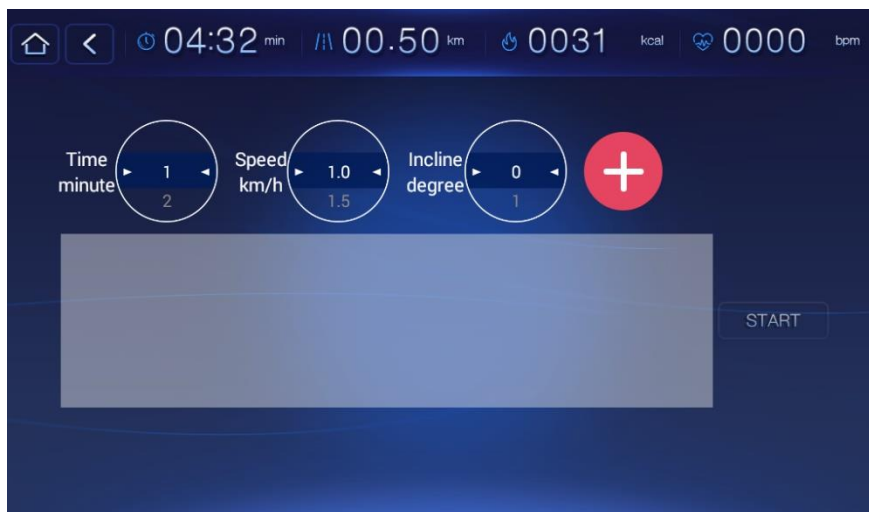 04:32 min 00.50 km 0031 kcal 0000 bpm
Time minute 1 2
Speed km/h 1.0 1.5
Incline degree 0 1
START